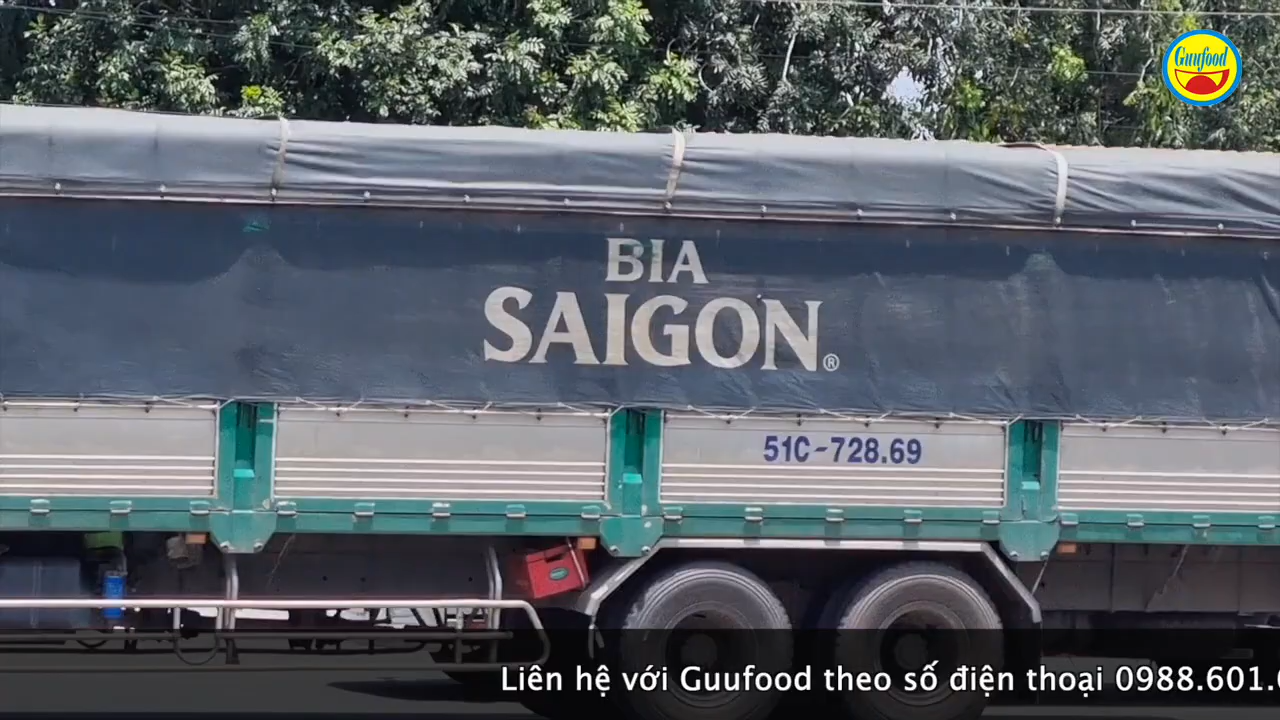 Guufood
BIA
SAIGON®
51C-728.69
Liên hệ với Guufood theo số điện thoại 0988.601.